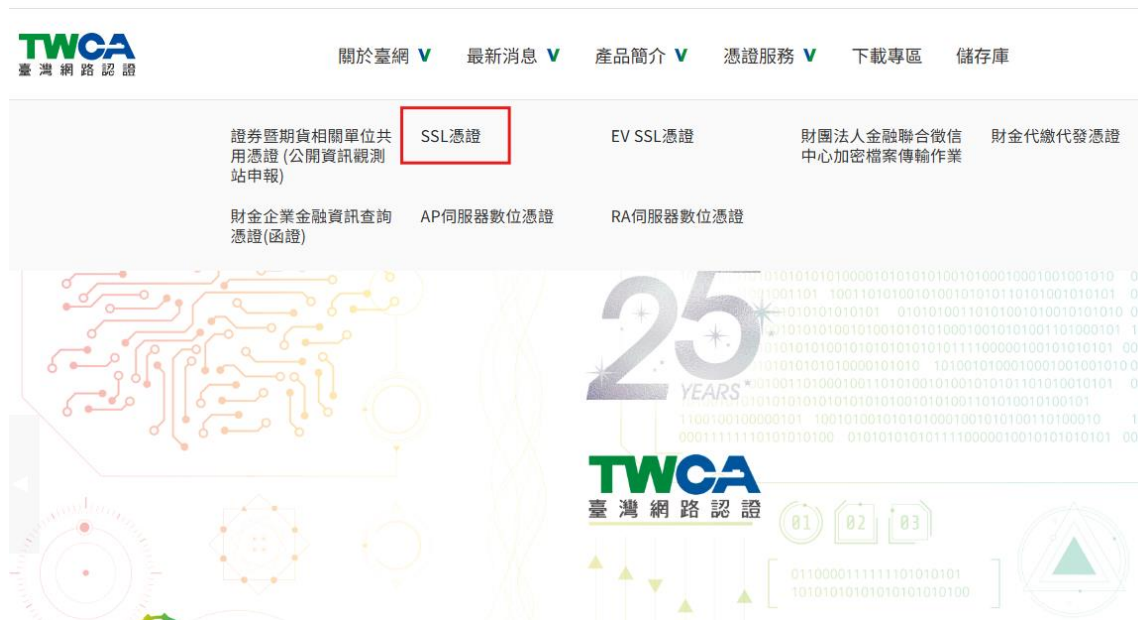 TWCA
臺灣網路認證
關於臺網 V 最新消息 V 產品簡介 V 憑證服務 V 下載專區 儲存庫
證券暨期貨相關單位共
用憑證 (公開資訊觀測
站申報)
SSL憑證
EV SSL憑證
財團法人金融聯合徵信
中心加密檔案傳輸作業
財金代繳代發憑證
財金企業金融資訊查詢
憑證(函證)
AP伺服器數位憑證
RA伺服器數位憑證
25
YEARS
TWCA
臺灣網路認證
01 02 03